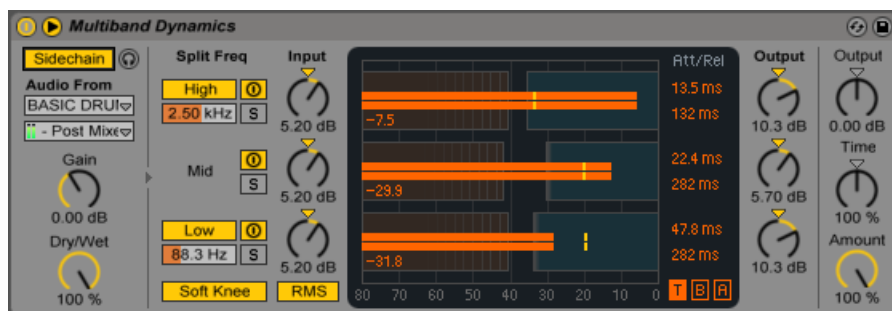 Multiband Dynamics
Sidechain
Audio From
BASIC DRUI
- Post Mixe
Gain
0.00 dB
Dry/Wet
100 %
Split Freq
High
2.50 kHz S
Mid
S
Low
88.3 Hz S
Soft Knee
Input
5.20 dB
5.20 dB
5.20 dB
RMS
-7.5
-29.9
-31.8
80 70 60 50 40 30 20 10 0
Att/Rel
13.5 ms
132 ms
22.4 ms
282 ms
47.8 ms
282 ms
T B A
Output
10.3 dB
5.70 dB
10.3 dB
Output
0.00 dB
Time
100 %
Amount
100 %